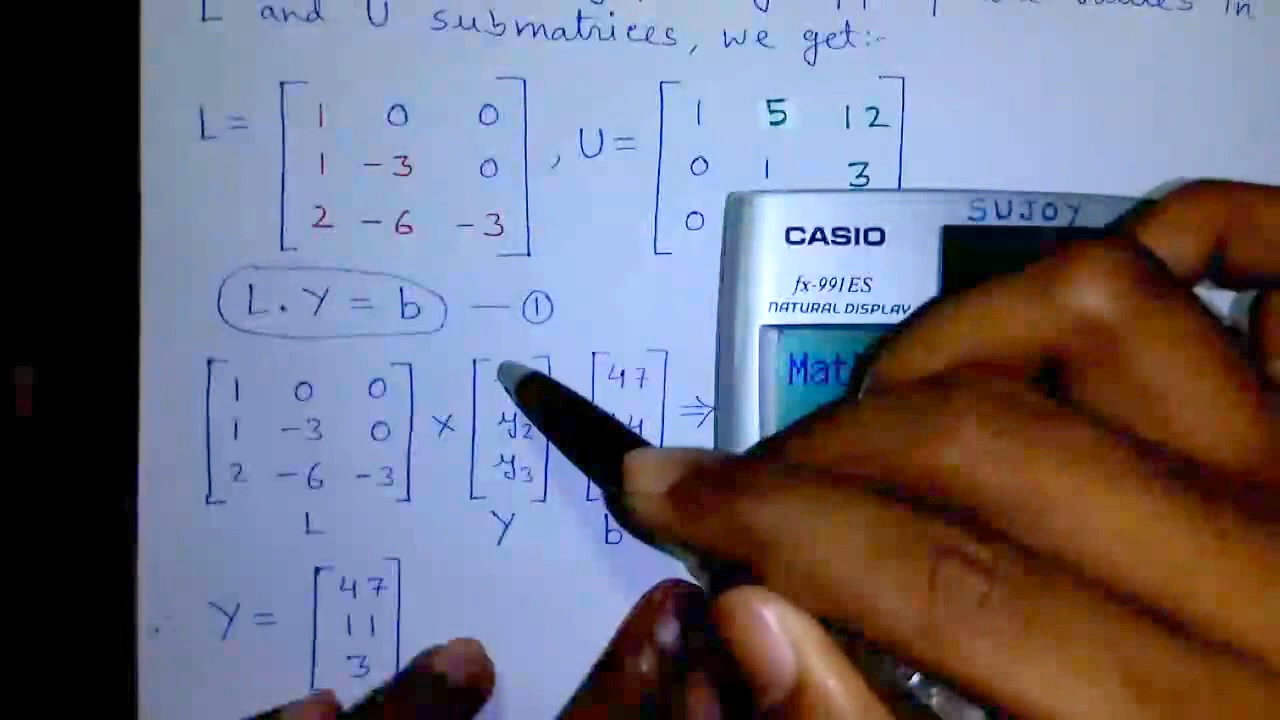 L and U submatrices, we get:-
L = [ 1 0 0 , U = [ 1 5 12
1 -3 0 0 1 3
2 -6 -3 ] 0
SUJOY
CASIO
fx-991ES
NATURAL DISPLAY
Mat
L.Y = b — ①
[ 1 0 0 ] × [ [ 47 ] ⇒
1 -3 0 y2
2 -6 -3 y3
L Y b
∴ Y = [ 47
11
3 ]